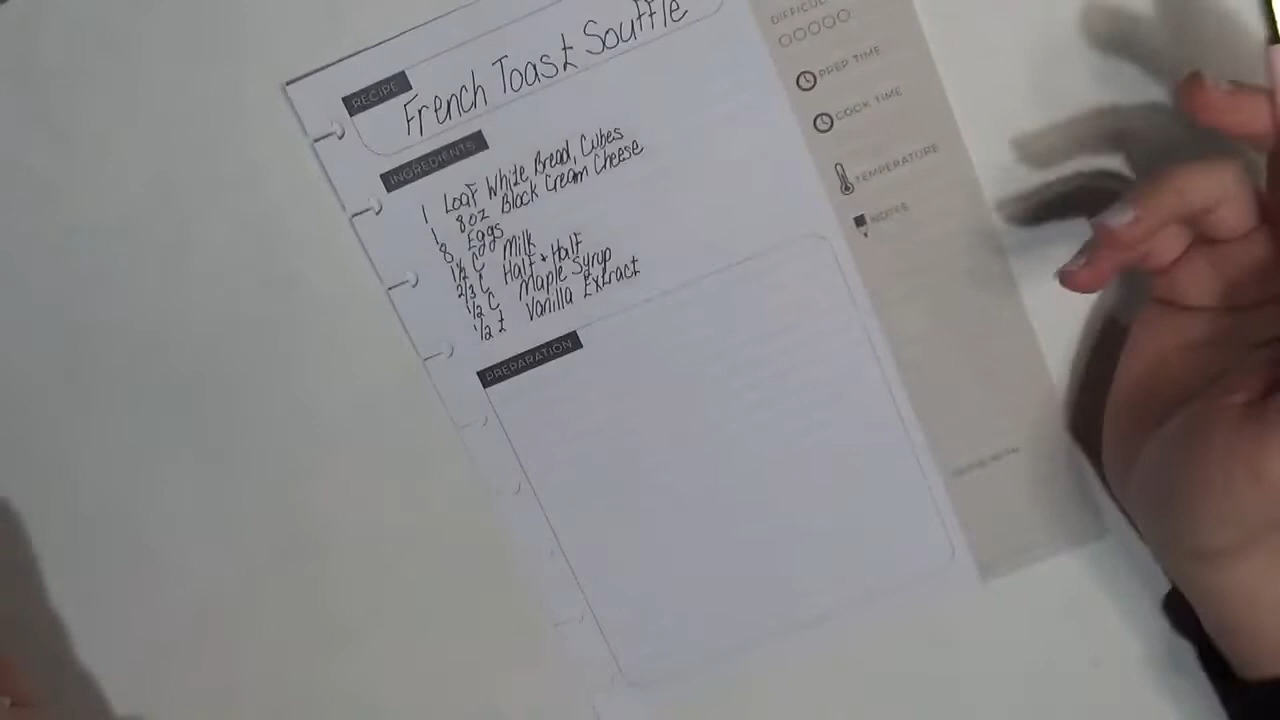 RECIPE
French Toast Souffle
INGREDIENTS
1 Loaf White Bread, Cubes
1 8oz Block Cream Cheese
8 Eggs
1½ C Milk
2/3 C Half + Half
1/2 C Maple Syrup
1/2 t Vanilla Extract
PREPARATION
PREP TIME
COOK TIME
TEMPERATURE
NOTES